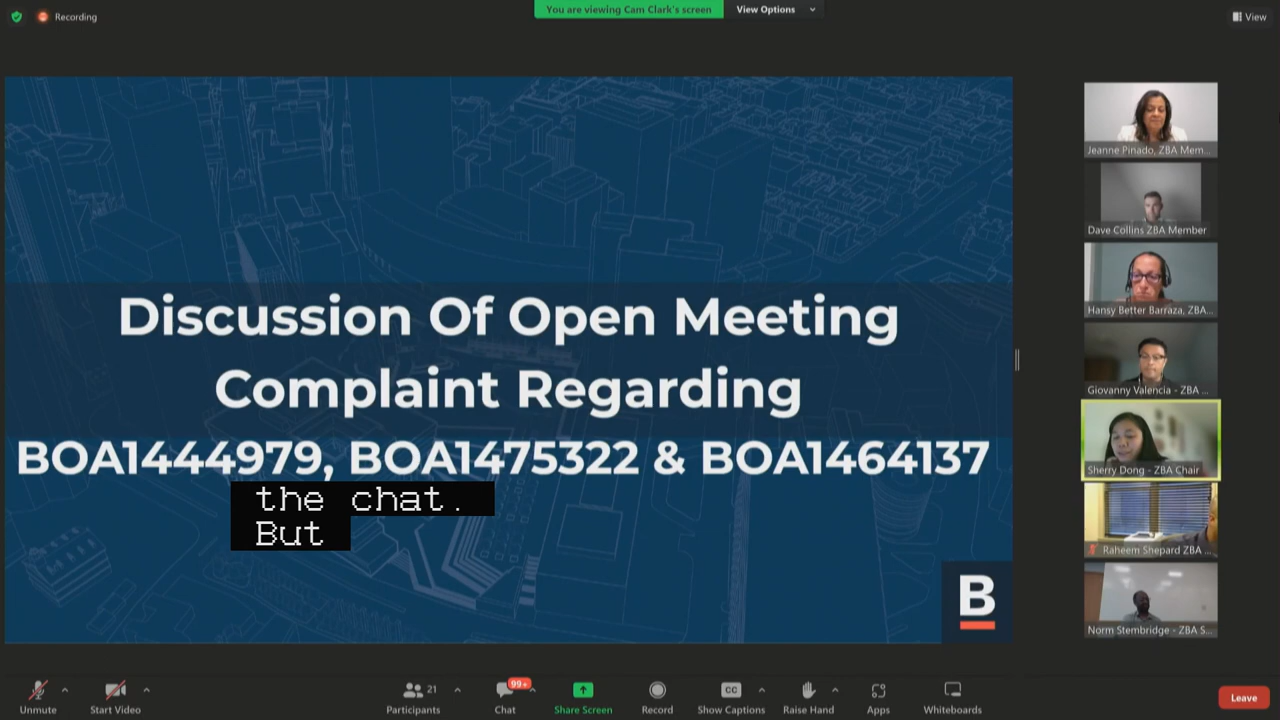 Recording
You are viewing Cam Clark's screen
View Options
View
Discussion Of Open Meeting
Complaint Regarding
BOA1444979, BOA1475322 & BOA1464137
the chat.
But
B
Jeanne Pinado, ZBA Mem...
Dave Collins ZBA Member
Hansy Better Barraza, ZBA...
Giovanny Valencia - ZBA ...
Sherry Dong - ZBA Chair
Raheem Shepard ZBA ...
Norm Stembridge - ZBA S...
Unmute
Start Video
21
Participants
99+
Chat
Share Screen
Record
CC
Show Captions
Raise Hand
Apps
Whiteboards
Leave